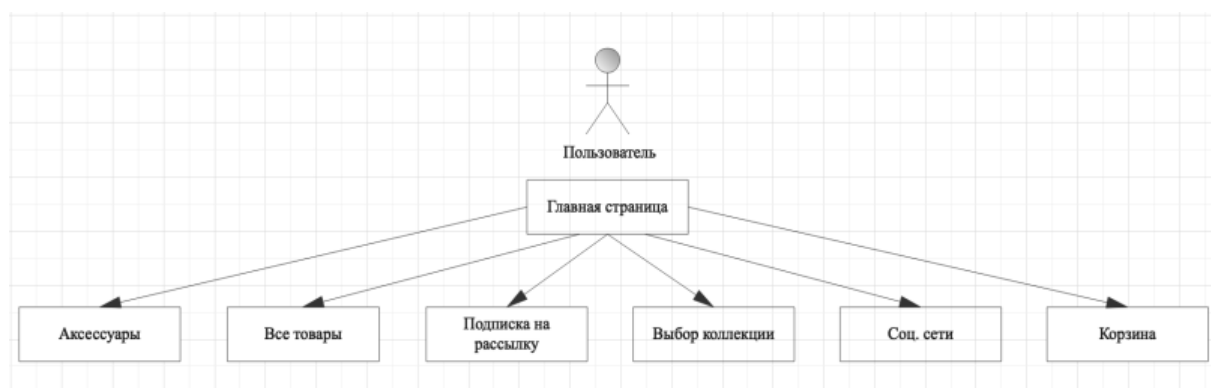 Пользователь
Главная страница
Аксессуары
Все товары
Подписка на
рассылку
Выбор коллекции
Соц. сети
Корзина